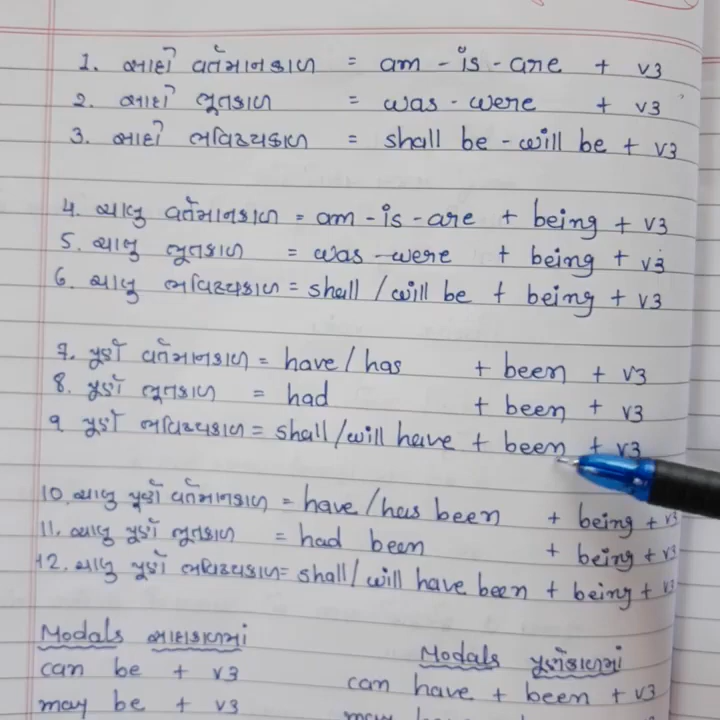 1. સાદો વર્તમાનકાળ = am - is - are + v3
2. સાદો ભૂતકાળ = was - were + v3
3. સાદો ભવિષ્યકાળ = shall be - will be + v3
4. ચાલુ વર્તમાનકાળ = am - is - are + being + v3
5. ચાલુ ભૂતકાળ = was - were + being + v3
6. ચાલુ ભવિષ્યકાળ = shall / will be + being + v3
7. પૂર્ણ વર્તમાનકાળ = have / has + been + v3
8. પૂર્ણ ભૂતકાળ = had + been + v3
9. પૂર્ણ ભવિષ્યકાળ = shall / will have + been + v3
10. ચાલુ પૂર્ણ વર્તમાનકાળ = have / has been + being + v3
11. ચાલુ પૂર્ણ ભૂતકાળ = had been + being + v3
12. ચાલુ પૂર્ણ ભવિષ્યકાળ = shall / will have been + being + v3
Modals સાદાકાળમાં
can be + v3
may be + v3
Modals પૂર્ણકાળમાં
can have + been + v3